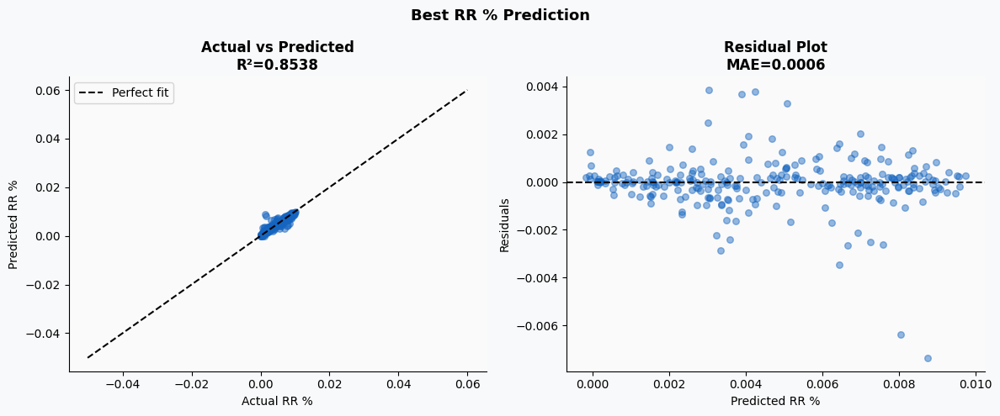 Best RR % Prediction
Actual vs Predicted
R²=0.8538
Perfect fit
0.06
0.04
0.02
0.00
−0.02
−0.04
Predicted RR %
−0.04
−0.02
0.00
0.02
0.04
0.06
Actual RR %
Residual Plot
MAE=0.0006
0.004
0.002
0.000
−0.002
−0.004
−0.006
Residuals
0.000
0.002
0.004
0.006
0.008
0.010
Predicted RR %